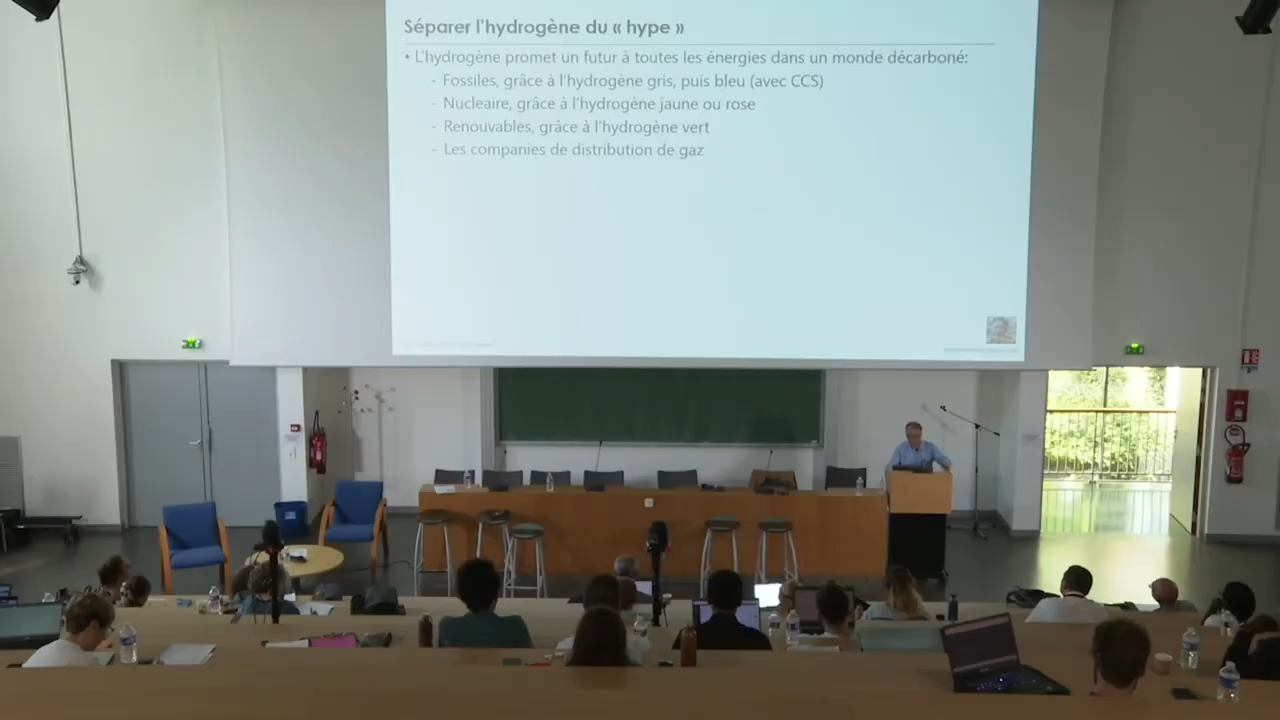 Séparer l'hydrogène du « hype »
• L'hydrogène promet un futur à toutes les énergies dans un monde décarboné:
- Fossiles, grâce à l'hydrogène gris, puis bleu (avec CCS)
- Nucleaire, grâce à l'hydrogène jaune ou rose
- Renouvables, grâce à l'hydrogène vert
- Les companies de distribution de gaz